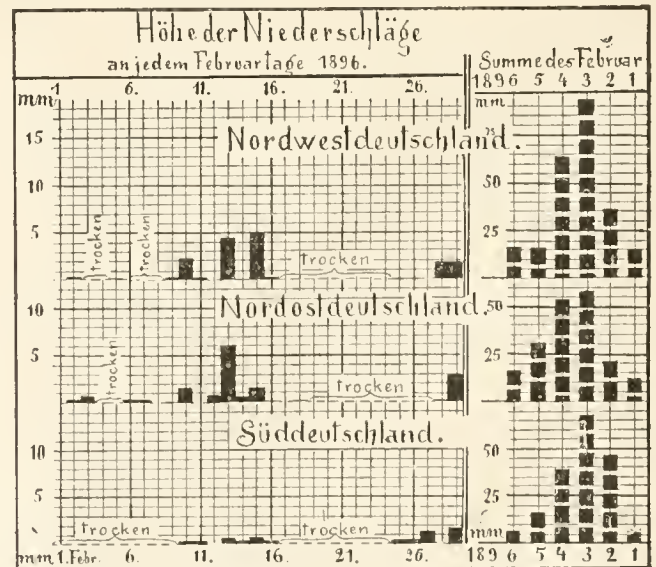 Höhe der Niederschläge
an jedem Februartage 1896.
Summe des Februar
1896 5 4 3 2 1
mm 1 6. 11. 16. 21. 26.
mm
15
10
5
Nordwestdeutschland.
75
50
25
trocken
trocken
trocken
Nordostdeutschland.
10
5
50
25
trocken
trocken
Süddeutschland.
10
5
50
25
trocken
trocken
mm
mm 1. Febr. 6. 11. 16. 21. 26.
1896 5 4 3 2 1